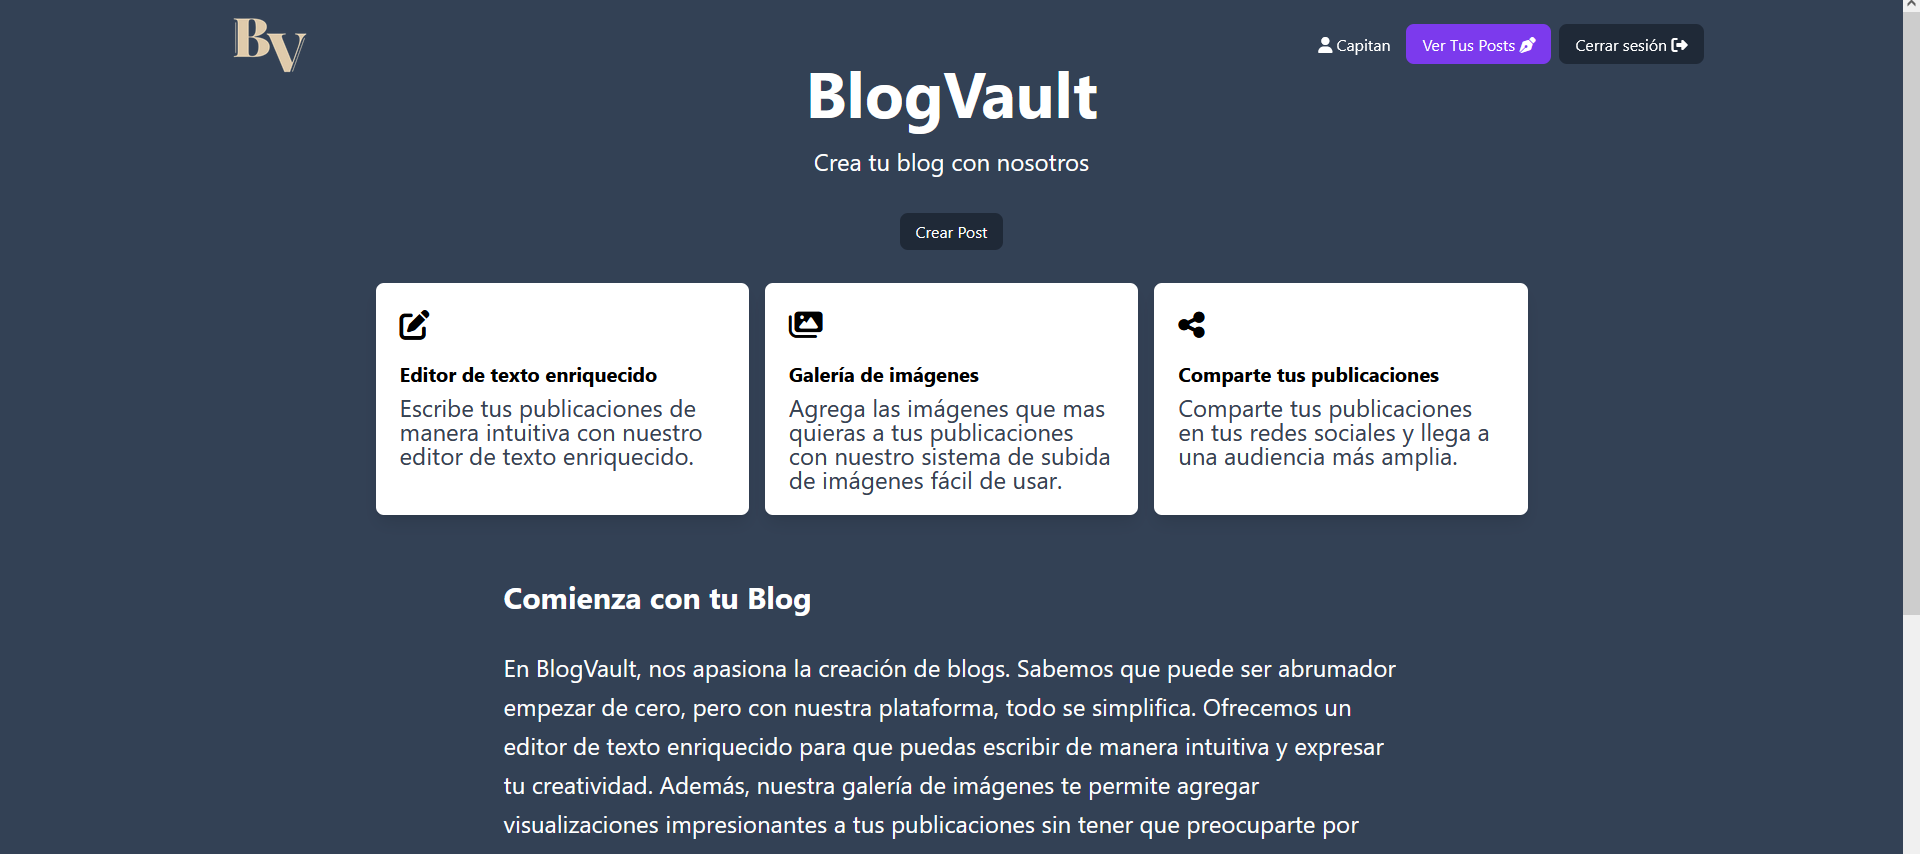 BV
Capitan
Ver Tus Posts
Cerrar sesión
BlogVault
Crea tu blog con nosotros
Crear Post
Editor de texto enriquecido
Escribe tus publicaciones de
manera intuitiva con nuestro
editor de texto enriquecido.
Galería de imágenes
Agrega las imágenes que mas
quieras a tus publicaciones
con nuestro sistema de subida
de imágenes fácil de usar.
Comparte tus publicaciones
Comparte tus publicaciones
en tus redes sociales y llega a
una audiencia más amplia.
Comienza con tu Blog
En BlogVault, nos apasiona la creación de blogs. Sabemos que puede ser abrumador
empezar de cero, pero con nuestra plataforma, todo se simplifica. Ofrecemos un
editor de texto enriquecido para que puedas escribir de manera intuitiva y expresar
tu creatividad. Además, nuestra galería de imágenes te permite agregar
visualizaciones impresionantes a tus publicaciones sin tener que preocuparte por